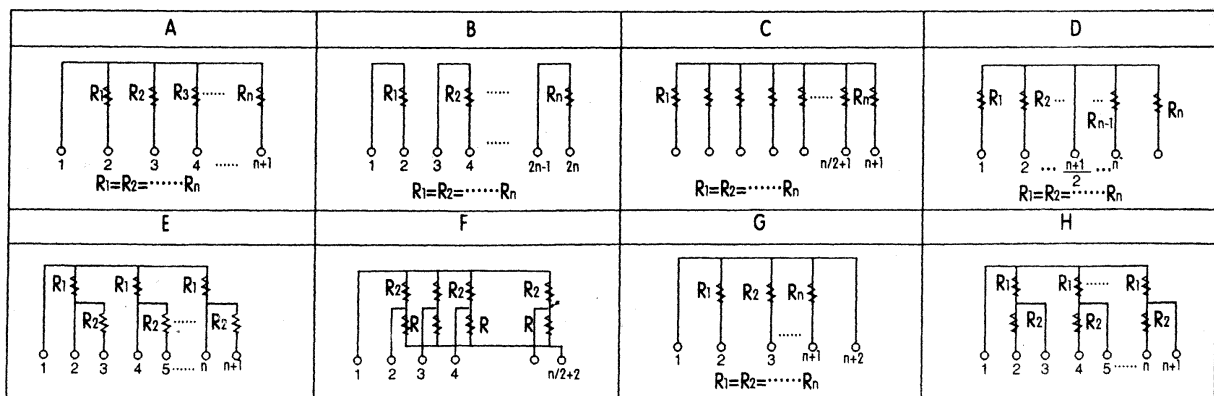 A B C D
R1 R2 R3 ...... Rn
1 2 3 4 ...... n+1
R1=R2=······Rn
R1 R2 ...... Rn
1 2 3 4 ...... 2n-1 2n
R1=R2=······Rn
R1 ...... Rn
n/2+1 n+1
R1=R2=······Rn
R1 R2 ... ... Rn-1 Rn
1 2 ... n+1/2 ... n
R1=R2=······Rn
E F G H
R1 R1 R1
R2 R2 ...... R2
1 2 3 4 5 ...... n n+1
R2 R2 R2
R R R
1 2 3 4 n/2+2
R1 R2 Rn
......
1 2 3 n+1 n+2
R1=R2=······Rn
R1 R1 ...... R1
R2 R2 R2
1 2 3 4 5 ...... n n+1